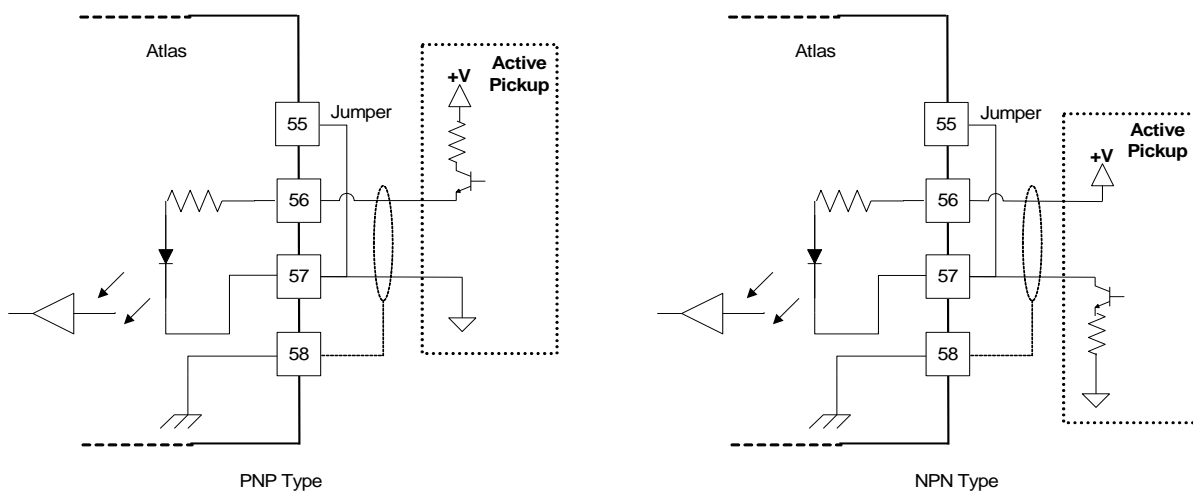 Atlas
Active
Pickup
+V
55
Jumper
56
57
58
PNP Type
Atlas
Active
Pickup
+V
55
Jumper
56
57
58
NPN Type